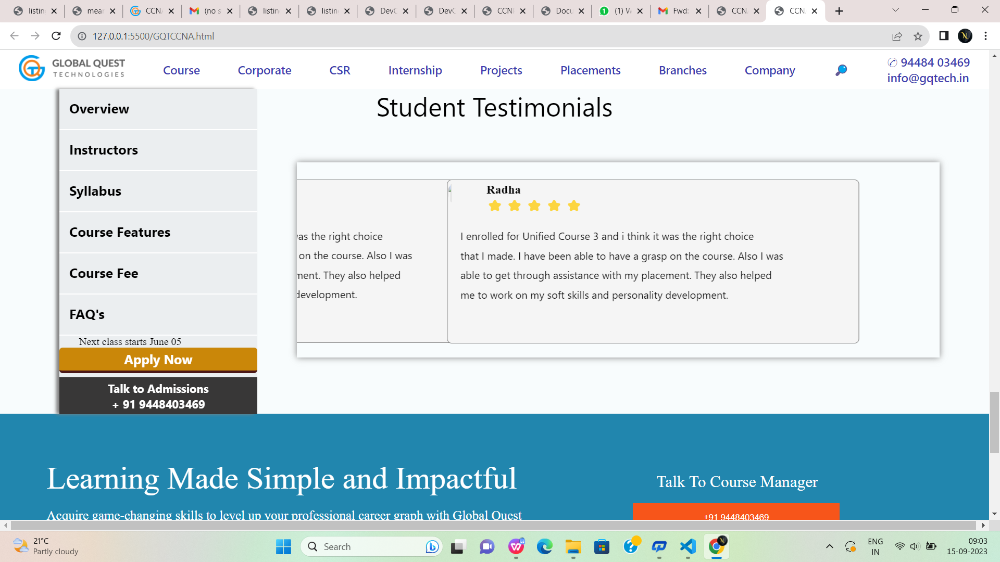 listin
mear
CCN
(no s
listin
listin
DevC
DevC
CCN
Docu
(1) W
Fwd:
CCN
CCN
127.0.0.1:5500/GQTCCNA.html
GLOBAL QUEST
TECHNOLOGIES
Course
Corporate
CSR
Internship
Projects
Placements
Branches
Company
94484 03469
info@gqtech.in
Overview
Instructors
Syllabus
Course Features
Course Fee
FAQ's
Next class starts June 05
Apply Now
Talk to Admissions
+ 91 9448403469
Student Testimonials
as the right choice
on the course. Also I was
ment. They also helped
development.
Radha
I enrolled for Unified Course 3 and i think it was the right choice
that I made. I have been able to have a grasp on the course. Also I was
able to get through assistance with my placement. They also helped
me to work on my soft skills and personality development.
Learning Made Simple and Impactful
Acquire game-changing skills to level up your professional career graph with Global Quest
Talk To Course Manager
+91 9448403469
21°C
Partly cloudy
Search
ENG
IN
09:03
15-09-2023